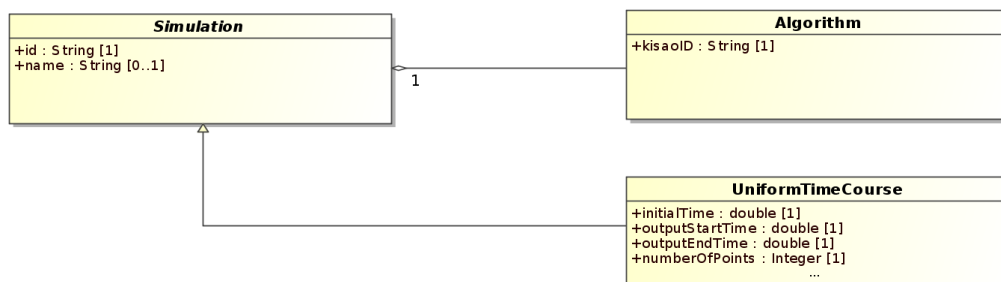 Simulation
+id : String [1]
+name : String [0..1]
1
Algorithm
+kisaoID : String [1]
UniformTimeCourse
+initialTime : double [1]
+outputStartTime : double [1]
+outputEndTime : double [1]
+numberOfPoints : Integer [1]
...